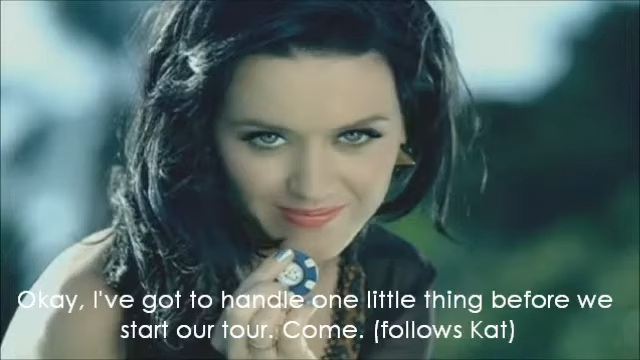 Okay, I've got to handle one little thing before we
start our tour. Come. (follows Kat)